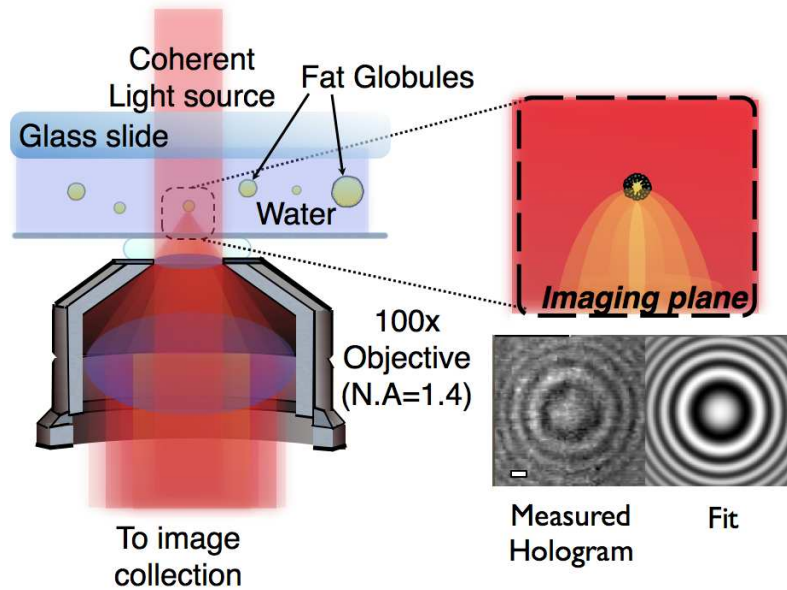 Coherent
Light source
Fat Globules
Glass slide
Water
Imaging plane
100x
Objective
(N.A=1.4)
Measured
Hologram
Fit
To image
collection